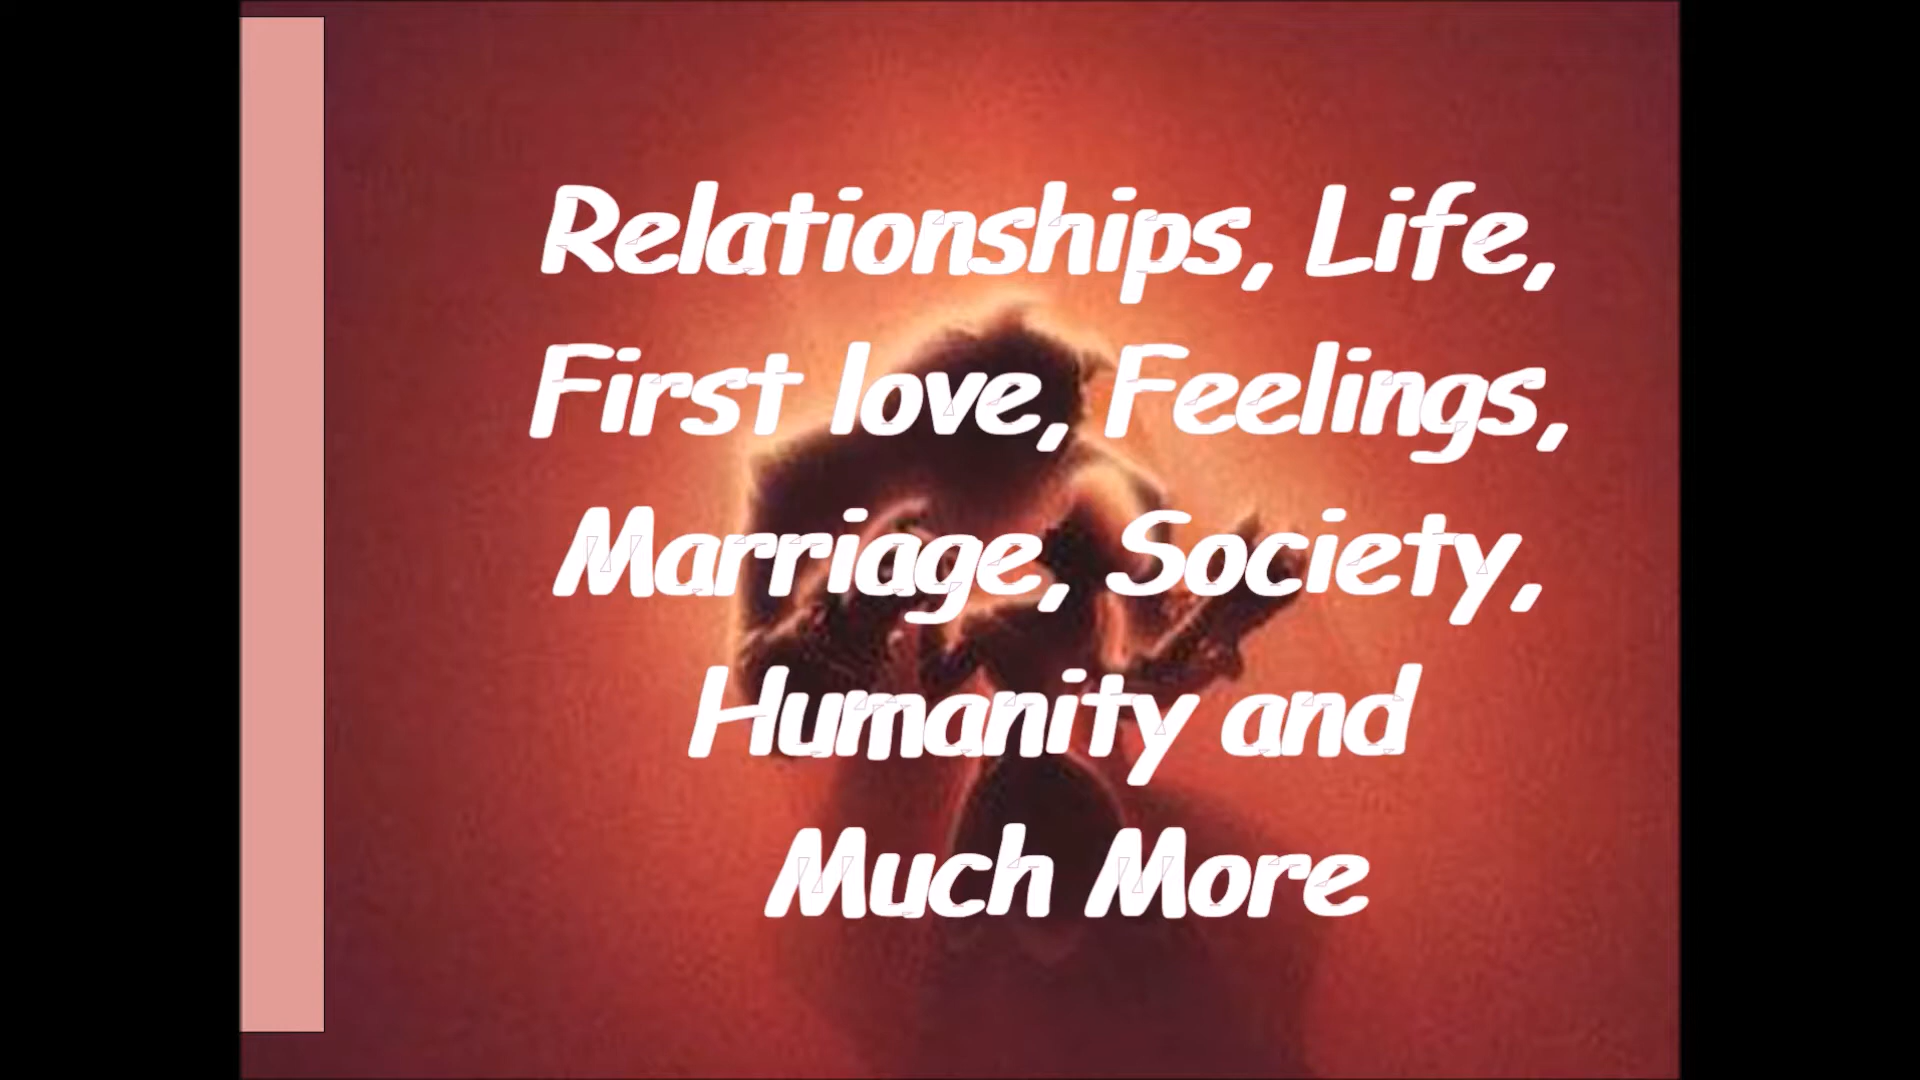 Relationships, Life,
First love, Feelings,
Marriage, Society,
Humanity and
Much More